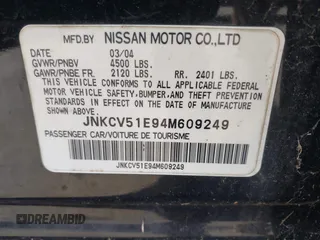 MFD.BY NISSAN MOTOR CO.,LTD
DATE 03/04
GVWR/PNBV 4500 LBS.
GAWR/PNBE FR. 2120 LBS. RR. 2401 LBS.
THIS VEHICLE CONFORMS TO ALL APPLICABLE FEDERAL
MOTOR VEHICLE SAFETY,BUMPER, AND THEFT
PREVENTION STANDARDS IN EFFECT ON THE DATE OF
MANUFACTURE SHOWN ABOVE.
JNKCV51E94M609249
PASSENGER CAR/VOITURE DE TOURISME
JNKCV51E94M609249
DREAMBID